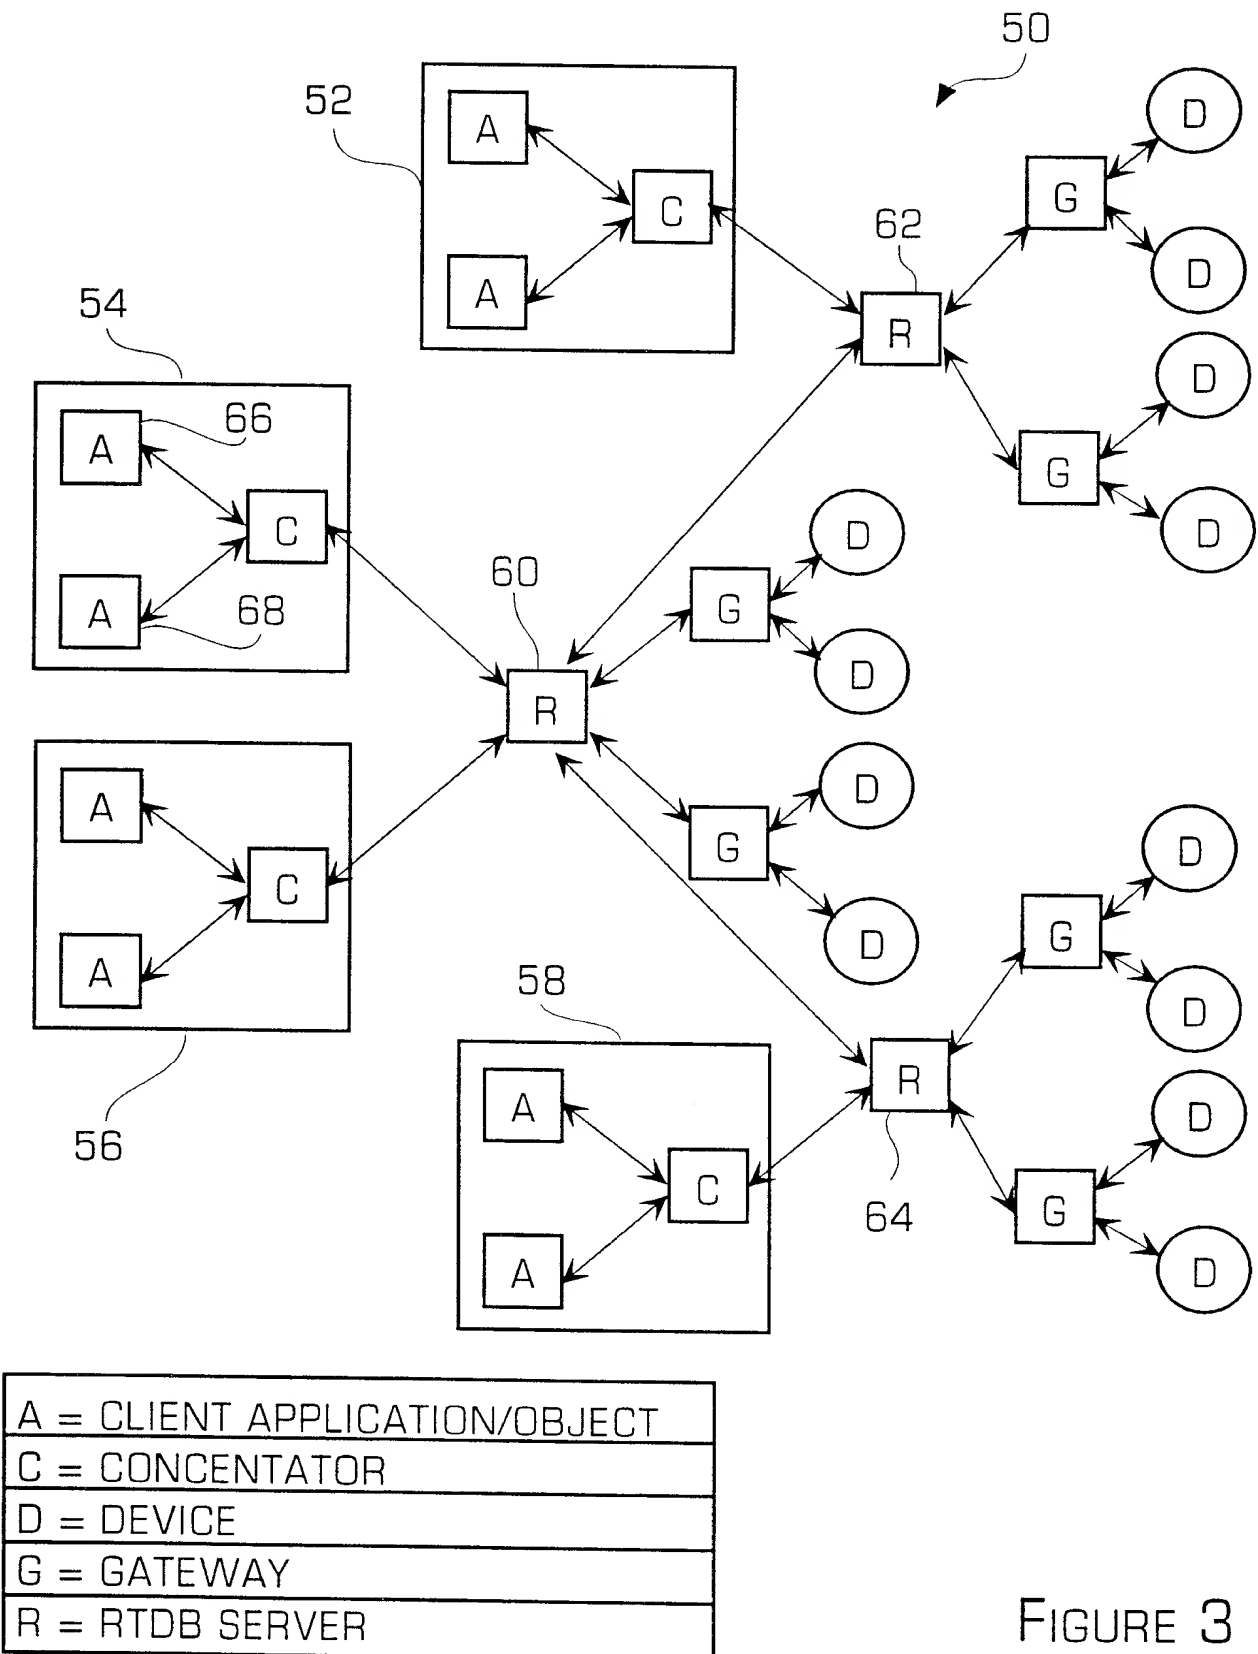 50
52
A
D
G
C
62
A
D
D
R
54
A
66
D
G
C
D
D
60
G
A
68
D
R
A
D
G
C
D
D
G
A
58
D
R
A
D
56
G
C
64
A
D
A = CLIENT APPLICATION/OBJECT
C = CONCENTATOR
D = DEVICE
G = GATEWAY
R = RTDB SERVER
FIGURE 3